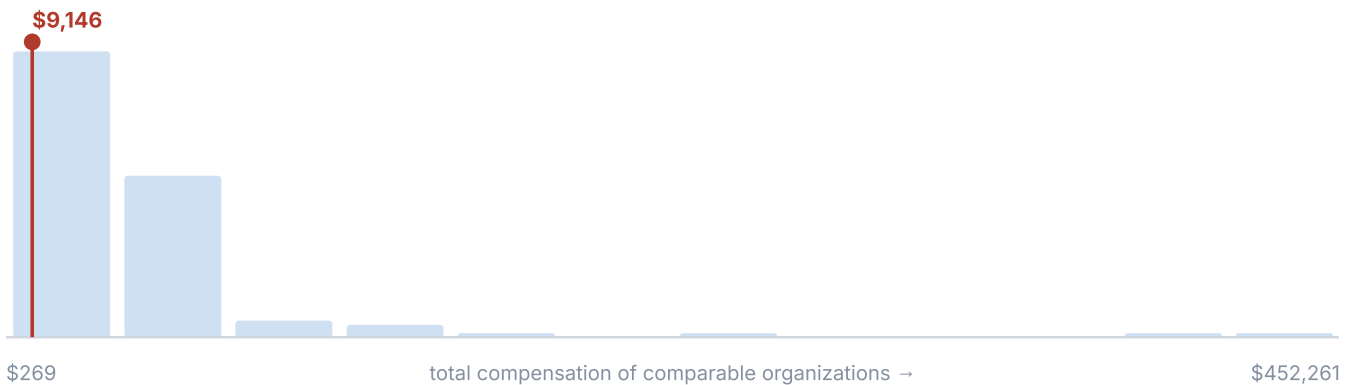 $9,146
$269
total compensation of comparable organizations →
$452,261